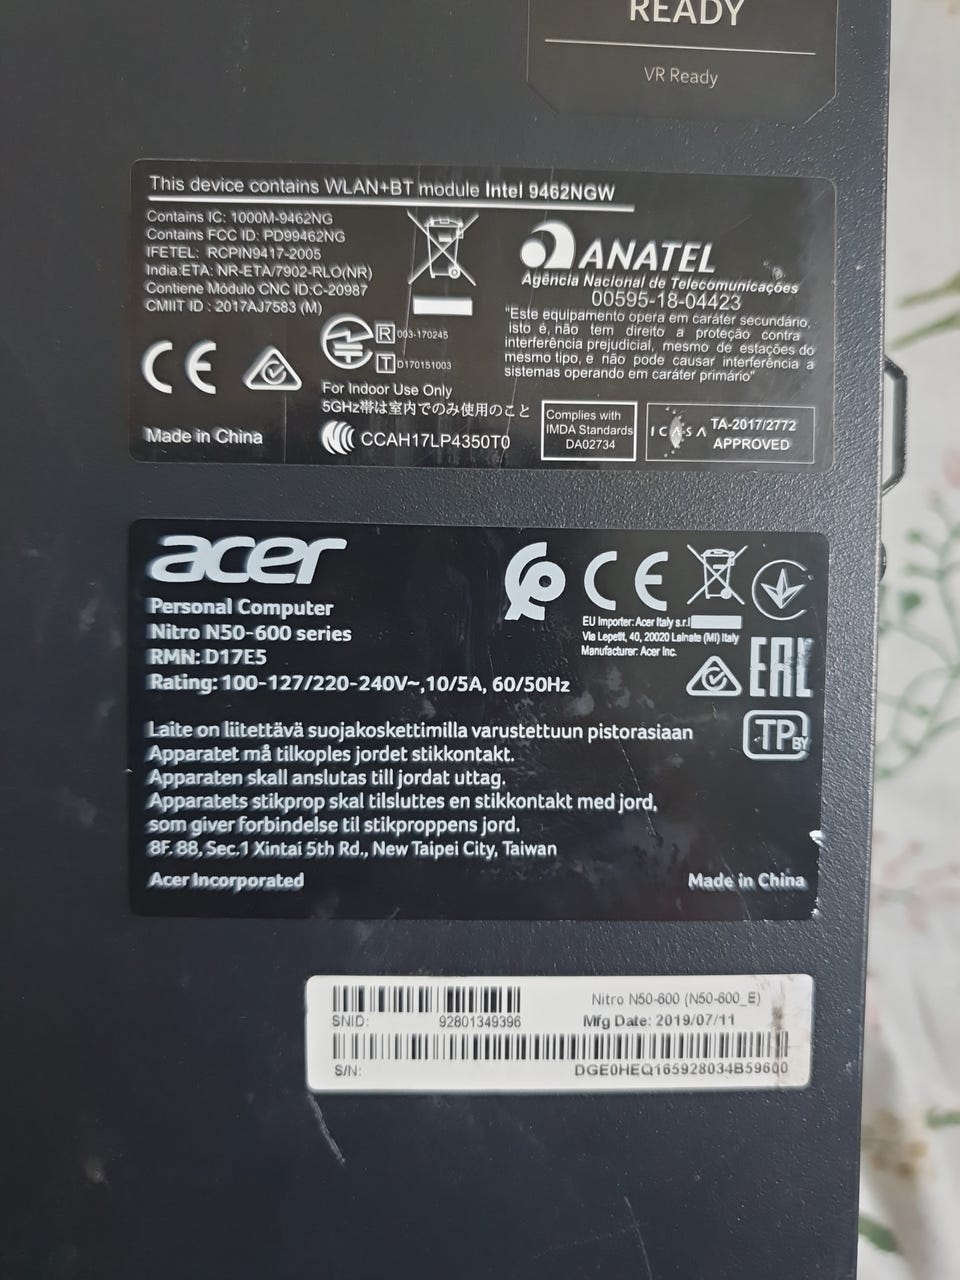 READY
VR Ready
This device contains WLAN+BT module Intel 9462NGW
Contains IC: 1000M-9462NG
Contains FCC ID: PD99462NG
IFETEL: RCPIN9417-2005
India:ETA: NR-ETA/7902-RLO(NR)
Contiene Módulo CNC ID:C-20987
CMIIT ID : 2017AJ7583 (M)
CE
R 003-170245
T D170151003
For Indoor Use Only
5GHz帯は室内でのみ使用のこと
Made in China
CCAH17LP4350T0
ANATEL
Agência Nacional de Telecomunicações
00595-18-04423
"Este equipamento opera em caráter secundário,
isto é, não tem direito a proteção contra
interferência prejudicial, mesmo de estações do
mesmo tipo, e não pode causar interferência a
sistemas operando em caráter primário"
Complies with
IMDA Standards
DA02734
ICASA TA-2017/2772
APPROVED
acer
Personal Computer
Nitro N50-600 series
RMN: D17E5
Rating: 100-127/220-240V~,10/5A, 60/50Hz
CE
EU Importer: Acer Italy s.r.l
Via Lepetit, 40, 20020 Lainate (MI) Italy
Manufacturer: Acer Inc.
EAC
TP BY
Laite on liitettävä suojakoskettimilla varustettuun pistorasiaan
Apparatet må tilkoples jordet stikkontakt.
Apparaten skall anslutas till jordat uttag.
Apparatets stikprop skal tilsluttes en stikkontakt med jord,
som giver forbindelse til stikproppens jord.
8F. 88, Sec.1 Xintai 5th Rd., New Taipei City, Taiwan
Acer Incorporated
Made in China
Nitro N50-600 (N50-600_E)
SNID: 92801349396
Mfg Date: 2019/07/11
S/N: DGE0HEQ165928034B59600